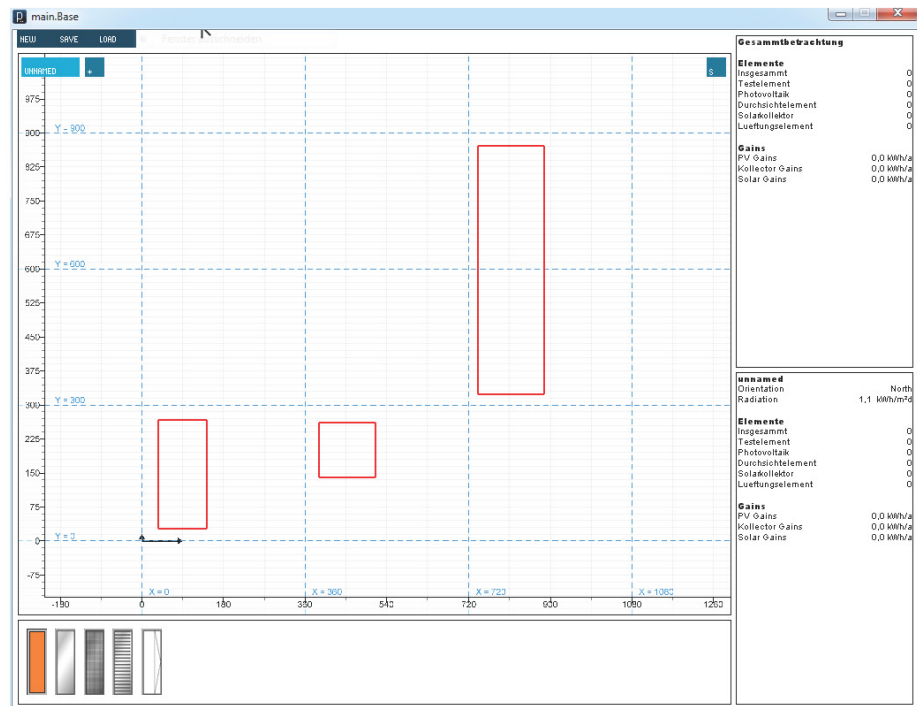 main.Base
NEW SAVE LOAD
UNNAMED + S
975
900 Y = 900
825
750
675
600 Y = 600
525
450
375
300 Y = 300
225
150
75
0 Y = 0
-75
X = 0 X = 360 X = 720 X = 1080
-180 0 180 360 540 720 900 1080 1260
Gesammtbetrachtung
Elemente
Insgesammt 0
Testelement 0
Photovoltaik 0
Durchsichtelement 0
Solarkollektor 0
Lueftungselement 0
Gains
PV Gains 0,0 kWh/a
Kollector Gains 0,0 kWh/a
Solar Gains 0,0 kWh/a
unnamed
Orientation North
Radiation 1,1 kWh/m²d
Elemente
Insgesammt 0
Testelement 0
Photovoltaik 0
Durchsichtelement 0
Solarkollektor 0
Lueftungselement 0
Gains
PV Gains 0,0 kWh/a
Kollector Gains 0,0 kWh/a
Solar Gains 0,0 kWh/a